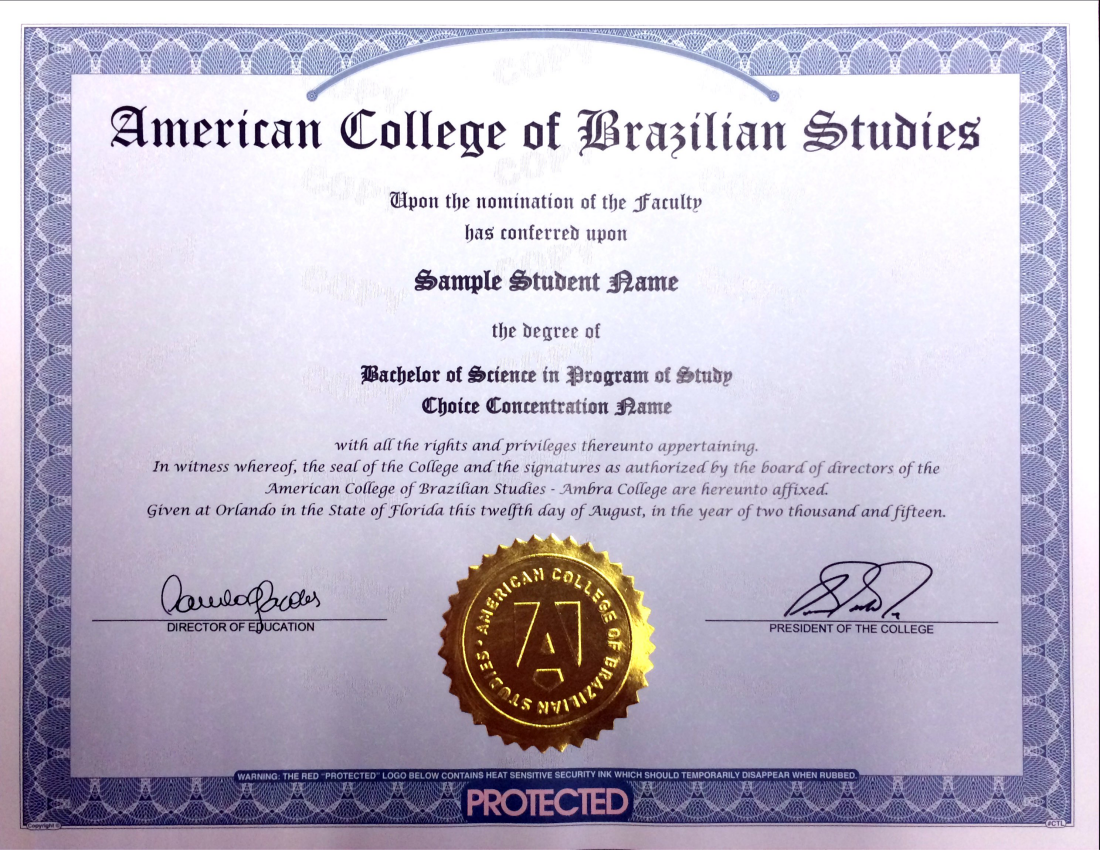 American College of Brazilian Studies
Upon the nomination of the Faculty
has conferred upon
Sample Student Name
the degree of
Bachelor of Science in Program of Study
Choice Concentration Name
with all the rights and privileges thereunto appertaining.
In witness whereof, the seal of the College and the signatures as authorized by the board of directors of the
American College of Brazilian Studies - Ambra College are hereunto affixed.
Given at Orlando in the State of Florida this twelfth day of August, in the year of two thousand and fifteen.
DIRECTOR OF EDUCATION
PRESIDENT OF THE COLLEGE
AMERICAN COLLEGE OF BRAZILIAN STUDIES
A
WARNING: THE RED "PROTECTED" LOGO BELOW CONTAINS HEAT SENSITIVE SECURITY INK WHICH SHOULD TEMPORARILY DISAPPEAR WHEN RUBBED.
PROTECTED